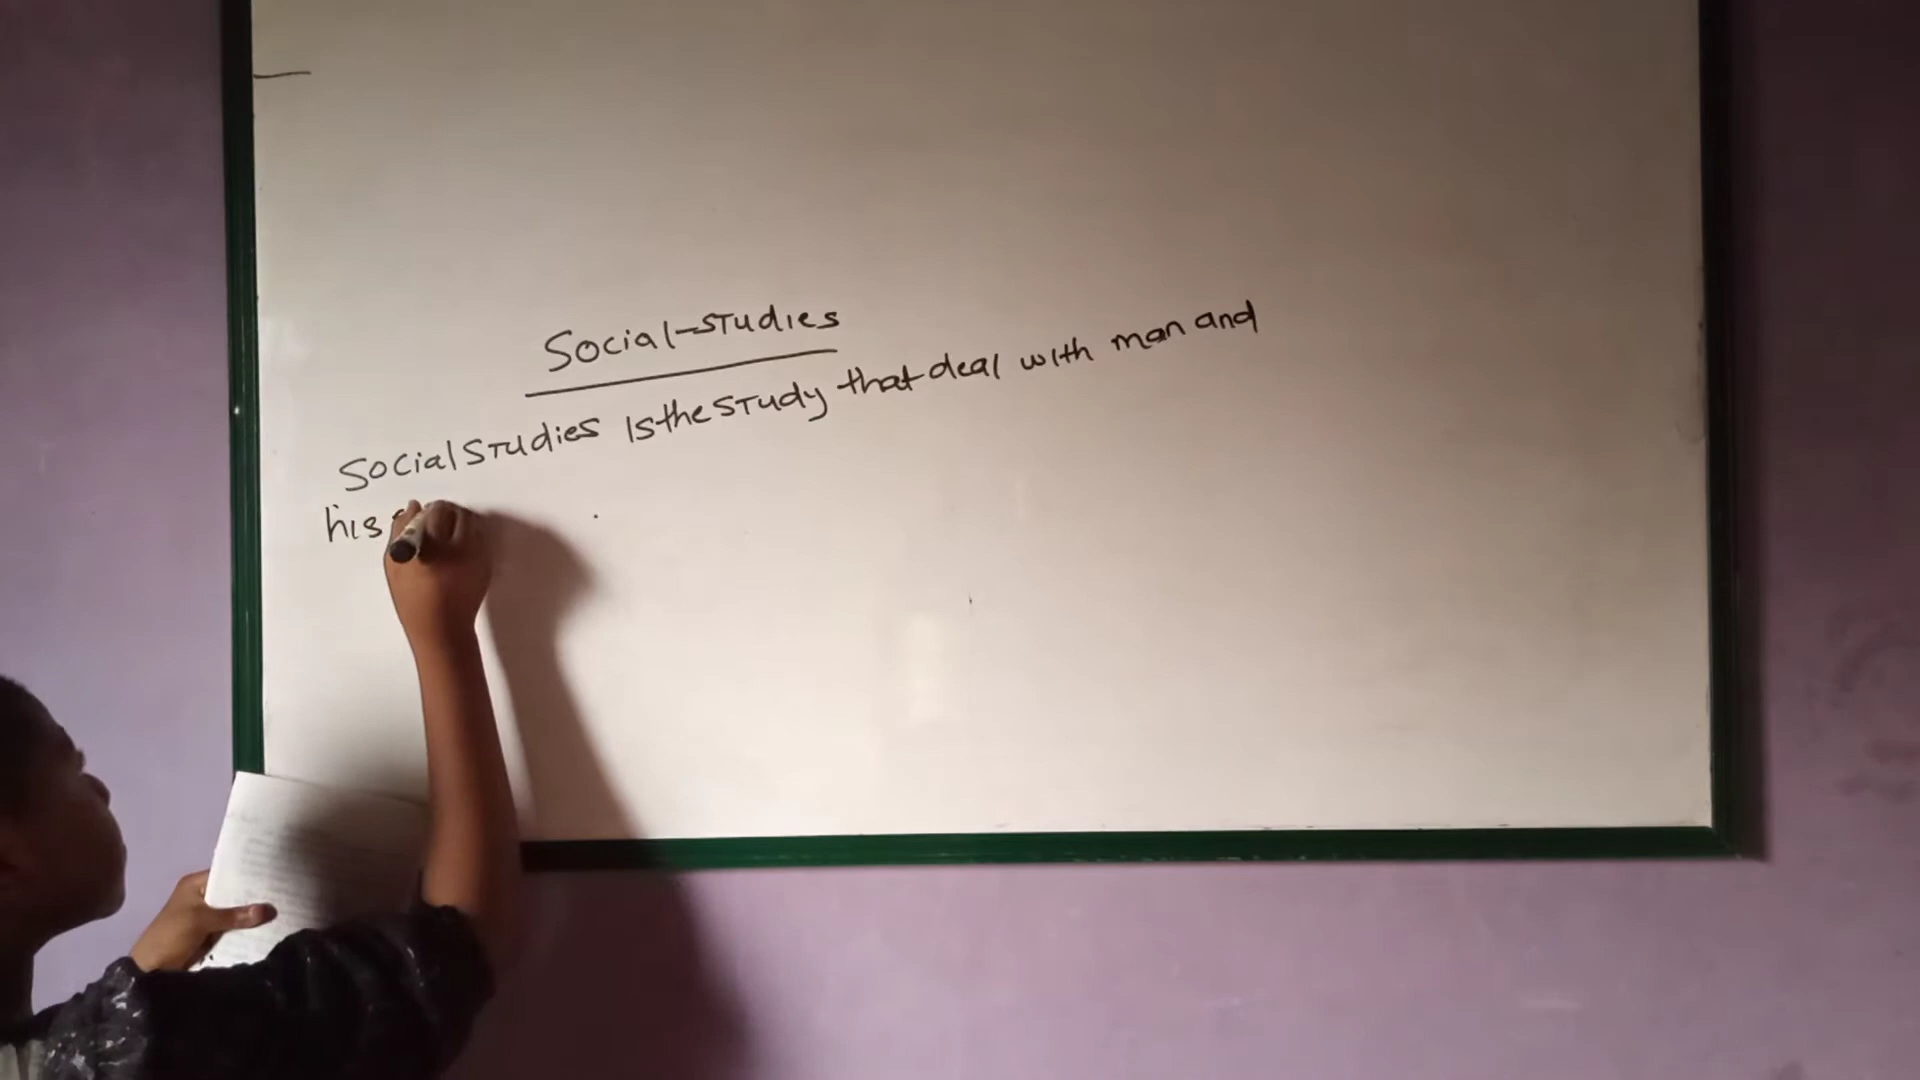 Social-studies
Social studies is the study that deal with man and
his